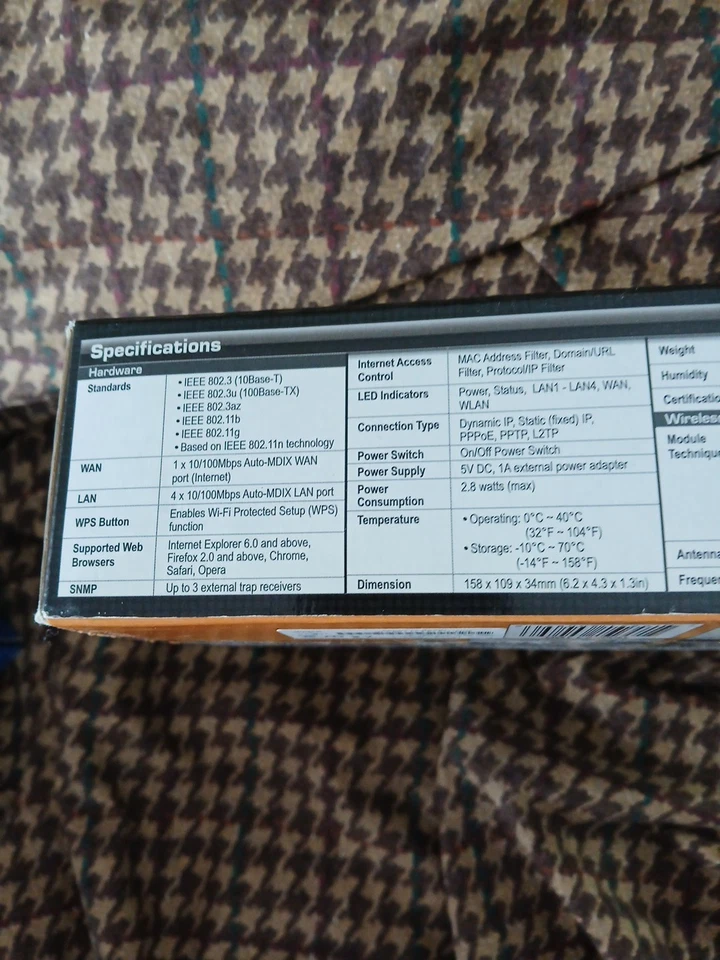 Specifications
Hardware
Standards
• IEEE 802.3 (10Base-T)
• IEEE 802.3u (100Base-TX)
• IEEE 802.3az
• IEEE 802.11b
• IEEE 802.11g
• Based on IEEE 802.11n technology
WAN
1 x 10/100Mbps Auto-MDIX WAN
port (Internet)
LAN
4 x 10/100Mbps Auto-MDIX LAN port
WPS Button
Enables Wi-Fi Protected Setup (WPS)
function
Supported Web
Browsers
Internet Explorer 6.0 and above,
Firefox 2.0 and above, Chrome,
Safari, Opera
SNMP
Up to 3 external trap receivers
Internet Access
Control
MAC Address Filter, Domain/URL
Filter, Protocol/IP Filter
LED Indicators
Power, Status, LAN1 - LAN4, WAN,
WLAN
Connection Type
Dynamic IP, Static (fixed) IP,
PPPoE, PPTP, L2TP
Power Switch
On/Off Power Switch
Power Supply
5V DC, 1A external power adapter
Power
Consumption
2.8 watts (max)
Temperature
• Operating: 0°C ~ 40°C
(32°F ~ 104°F)
• Storage: -10°C ~ 70°C
(-14°F ~ 158°F)
Dimension
158 x 109 x 34mm (6.2 x 4.3 x 1.3in)
Weight
Humidity
Certificatio
Wireless
Module
Technique
Antenna
Freque